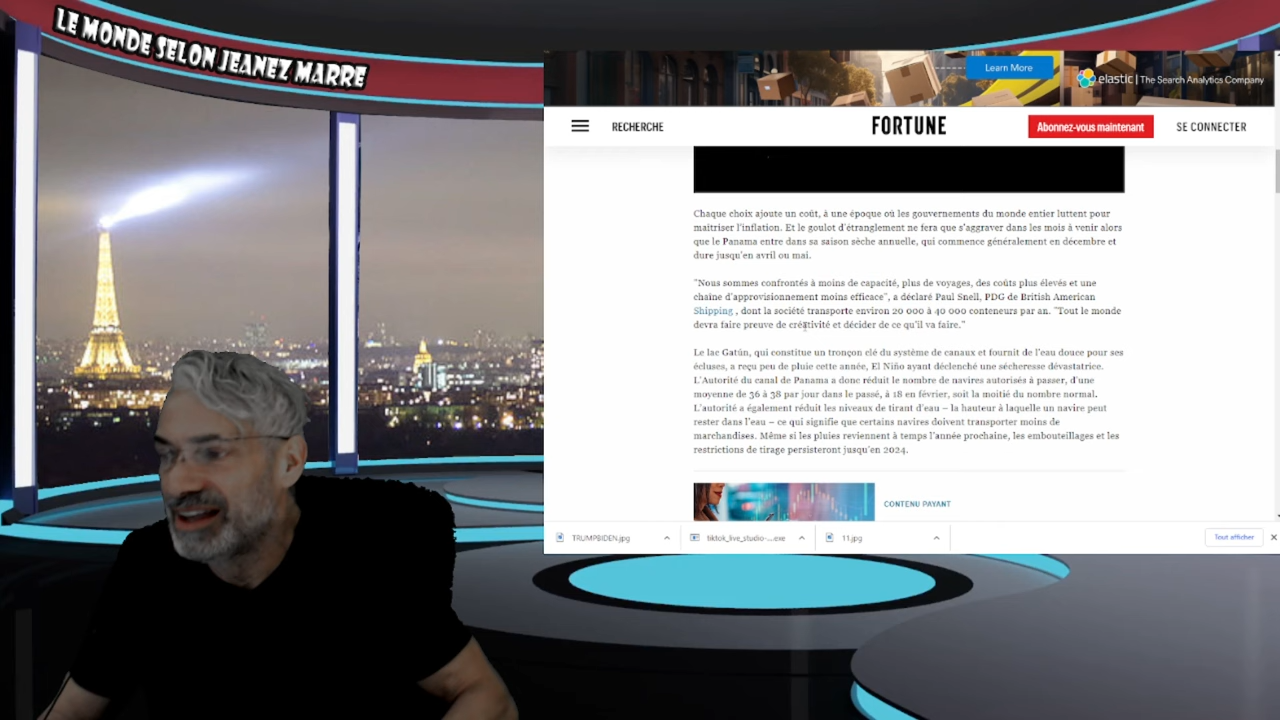 LE MONDE SELON JEANEZ MARRE
Learn More
elastic | The Search Analytics Company
RECHERCHE
FORTUNE
Abonnez-vous maintenant
SE CONNECTER
Chaque choix ajoute un coût, à une époque où les gouvernements du monde entier luttent pour
maîtriser l'inflation. Et le goulot d'étranglement ne fera que s'aggraver dans les mois à venir alors
que le Panama entre dans sa saison sèche annuelle, qui commence généralement en décembre et
dure jusqu'en avril ou mai.
"Nous sommes confrontés à moins de capacité, plus de voyages, des coûts plus élevés et une
chaîne d'approvisionnement moins efficace", a déclaré Paul Snell, PDG de British American
Shipping , dont la société transporte environ 20 000 à 40 000 conteneurs par an. "Tout le monde
devra faire preuve de créativité et décider de ce qu'il va faire."
Le lac Gatún, qui constitue un tronçon clé du système de canaux et fournit de l'eau douce pour ses
écluses, a reçu peu de pluie cette année, El Niño ayant déclenché une sécheresse dévastatrice.
L'Autorité du canal de Panama a donc réduit le nombre de navires autorisés à passer, d'une
moyenne de 36 à 38 par jour dans le passé, à 18 en février, soit la moitié du nombre normal.
L'autorité a également réduit les niveaux de tirant d'eau – la hauteur à laquelle un navire peut
rester dans l'eau – ce qui signifie que certains navires doivent transporter moins de
marchandises. Même si les pluies reviennent à temps l'année prochaine, les embouteillages et les
restrictions de tirage persisteront jusqu'en 2024.
CONTENU PAYANT
TRUMPBIDEN.jpg
tiktok_live_studio-....exe
11.jpg
Tout afficher